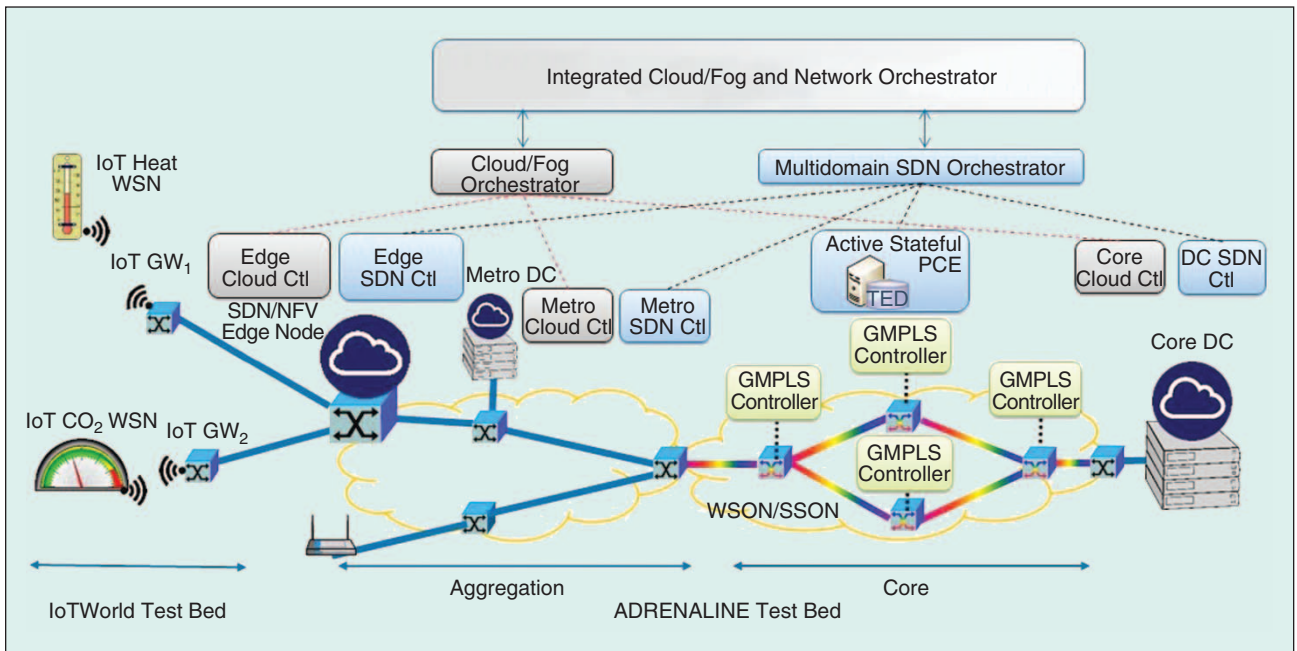 Integrated Cloud/Fog and Network Orchestrator
IoT Heat
WSN
Cloud/Fog
Orchestrator
Multidomain SDN Orchestrator
IoT GW1
Edge
Cloud Ctl
Edge
SDN Ctl
SDN/NFV
Edge Node
Metro DC
Metro
Cloud Ctl
Metro
SDN Ctl
Active Stateful
PCE
TED
Core
Cloud Ctl
DC SDN
Ctl
GMPLS
Controller
GMPLS
Controller
GMPLS
Controller
GMPLS
Controller
Core DC
IoT CO2 WSN
IoT GW2
WSON/SSON
Aggregation
Core
IoTWorld Test Bed
ADRENALINE Test Bed